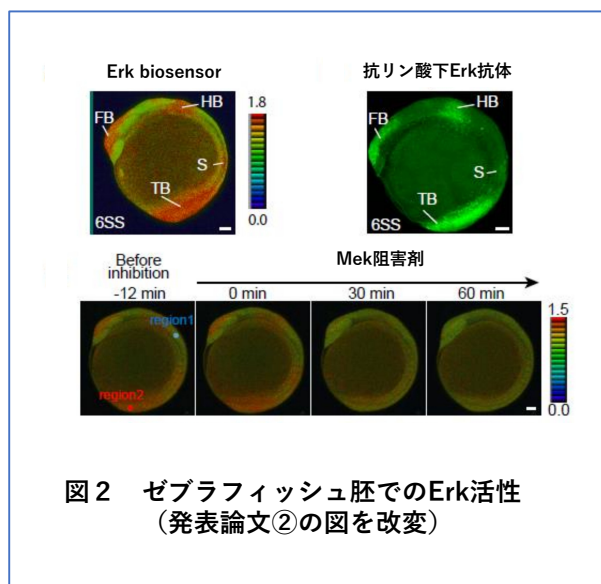 Erk biosensor
抗リン酸下Erk抗体
HB
FB
S
TB
6SS
1.8
0.0
HB
FB
S
TB
6SS
Before
inhibition
Mek阻害剤
-12 min
0 min
30 min
60 min
region1
region2
1.5
0.0
図2 ゼブラフィッシュ胚でのErk活性
（発表論文②の図を改変）